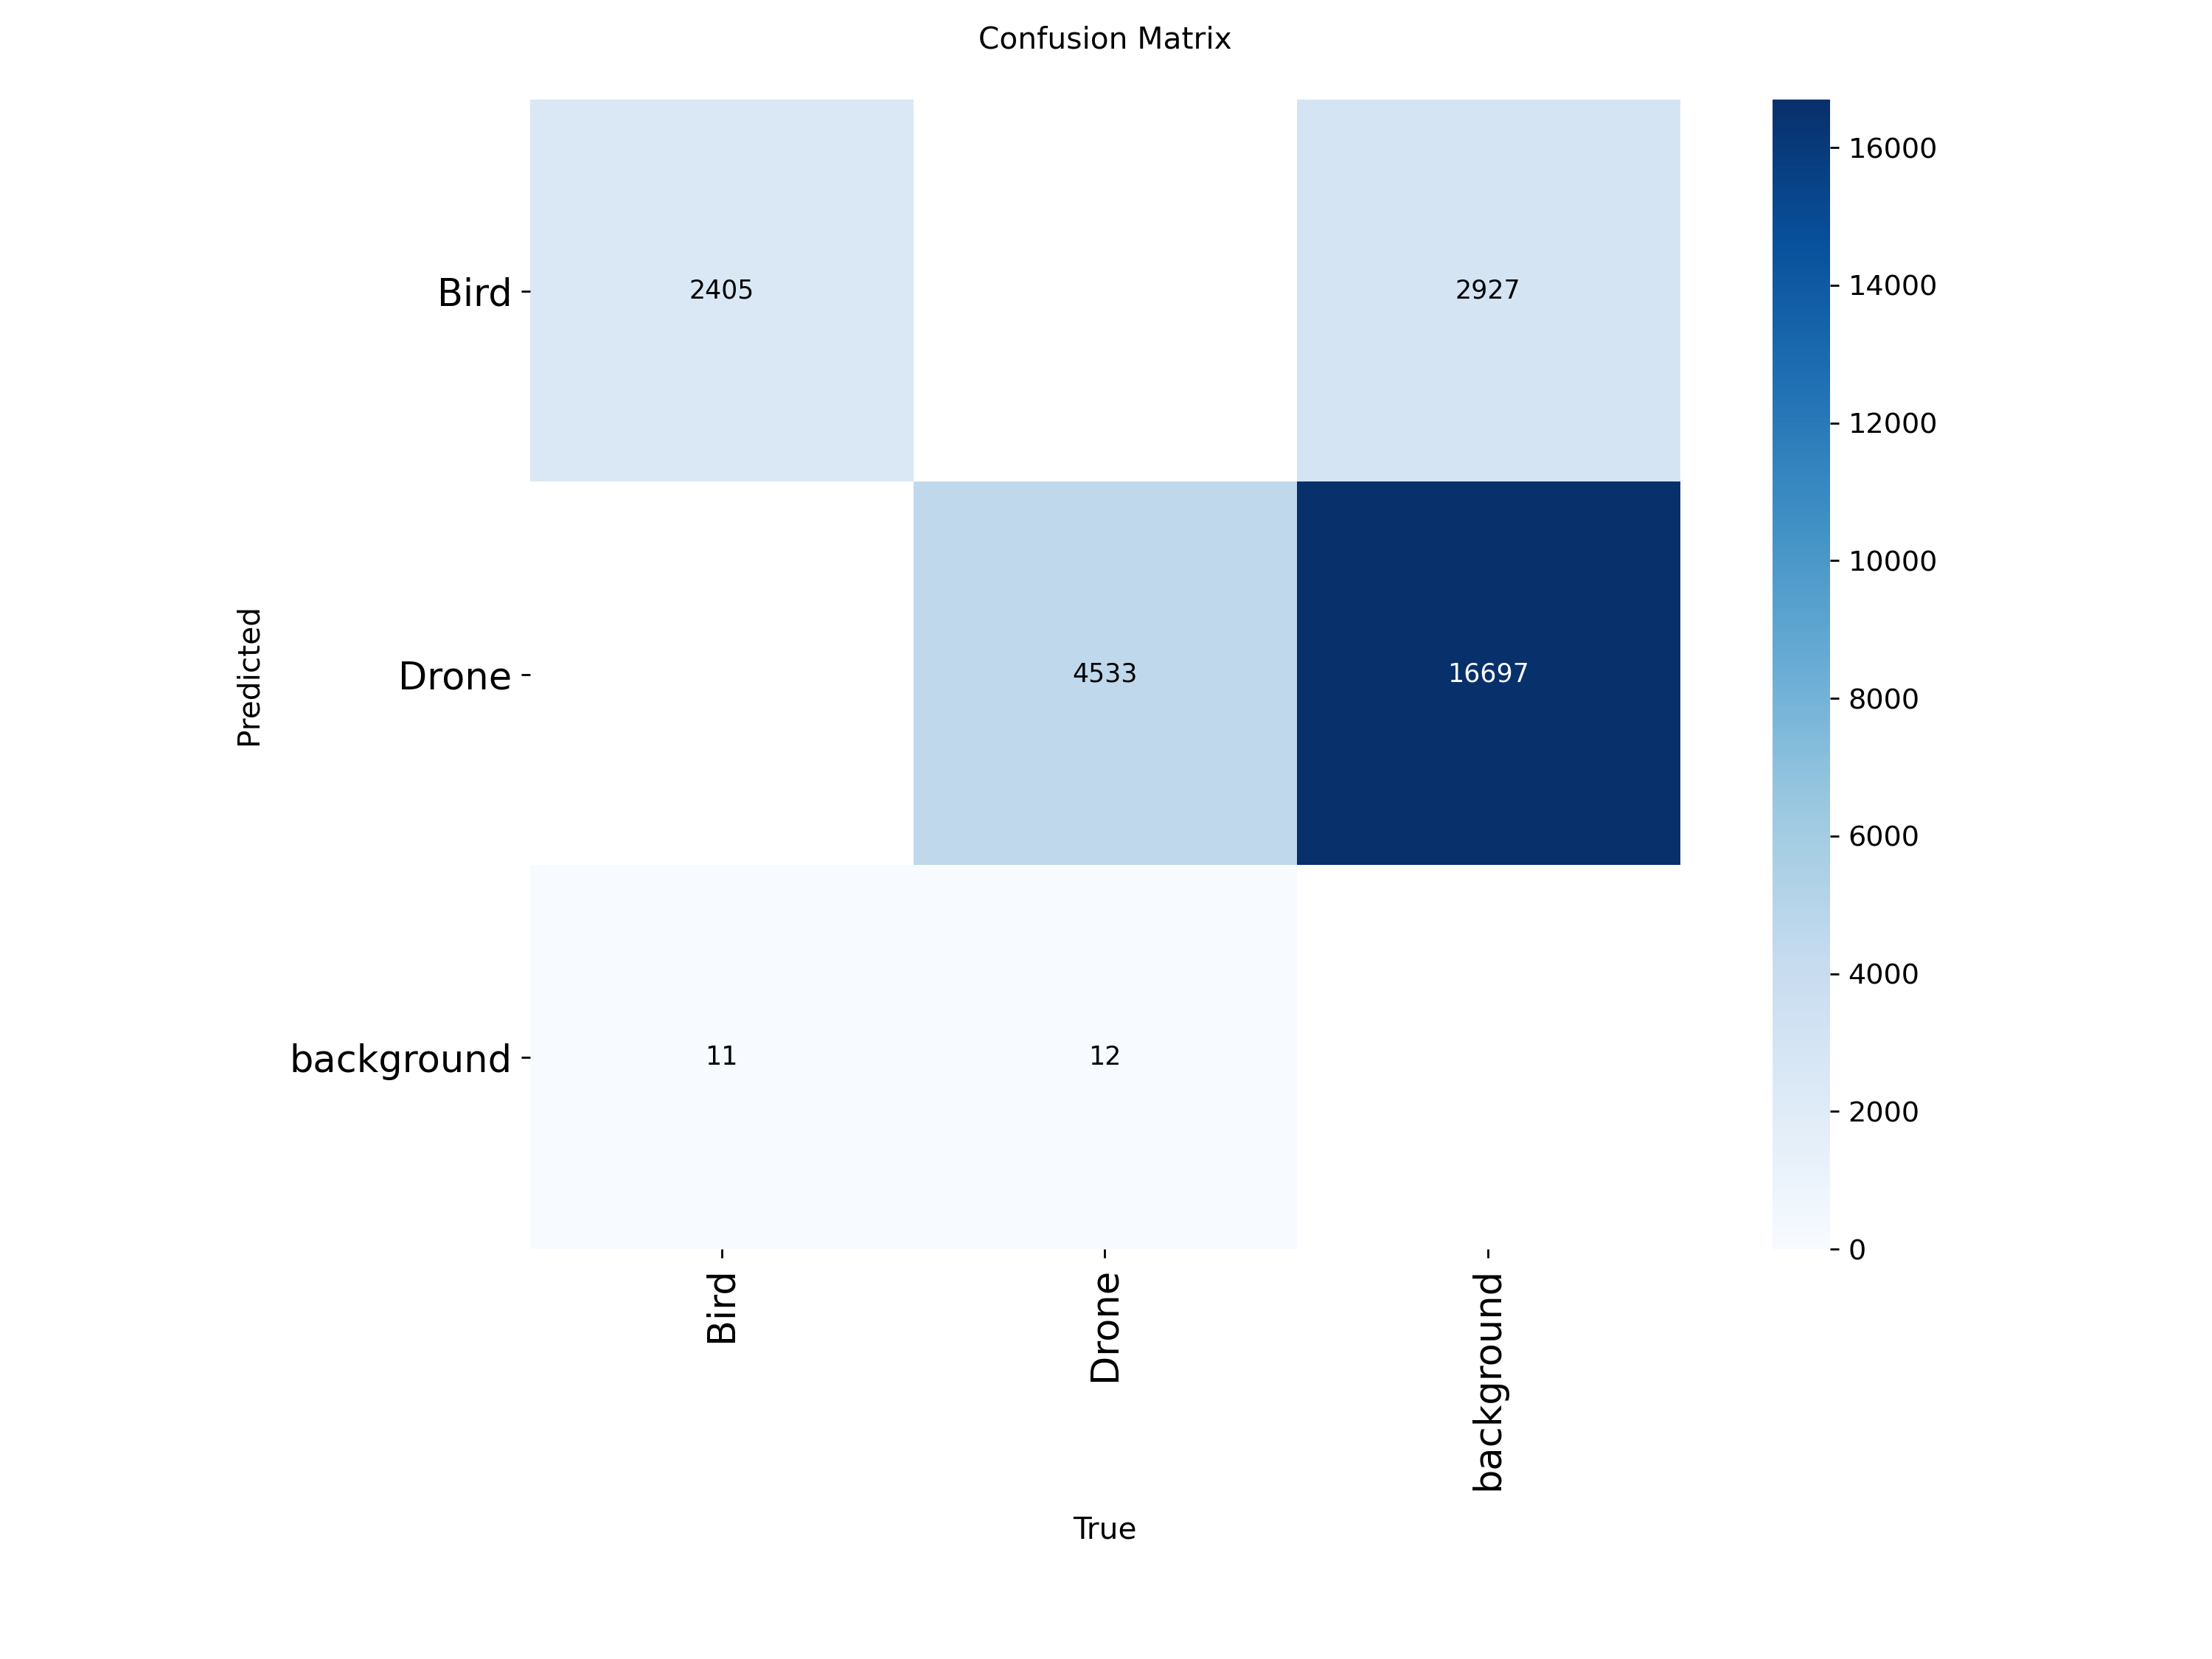 Confusion Matrix
Predicted
Bird
Drone
background
2405
2927
4533
16697
11
12
Bird
Drone
background
True
16000
14000
12000
10000
8000
6000
4000
2000
0